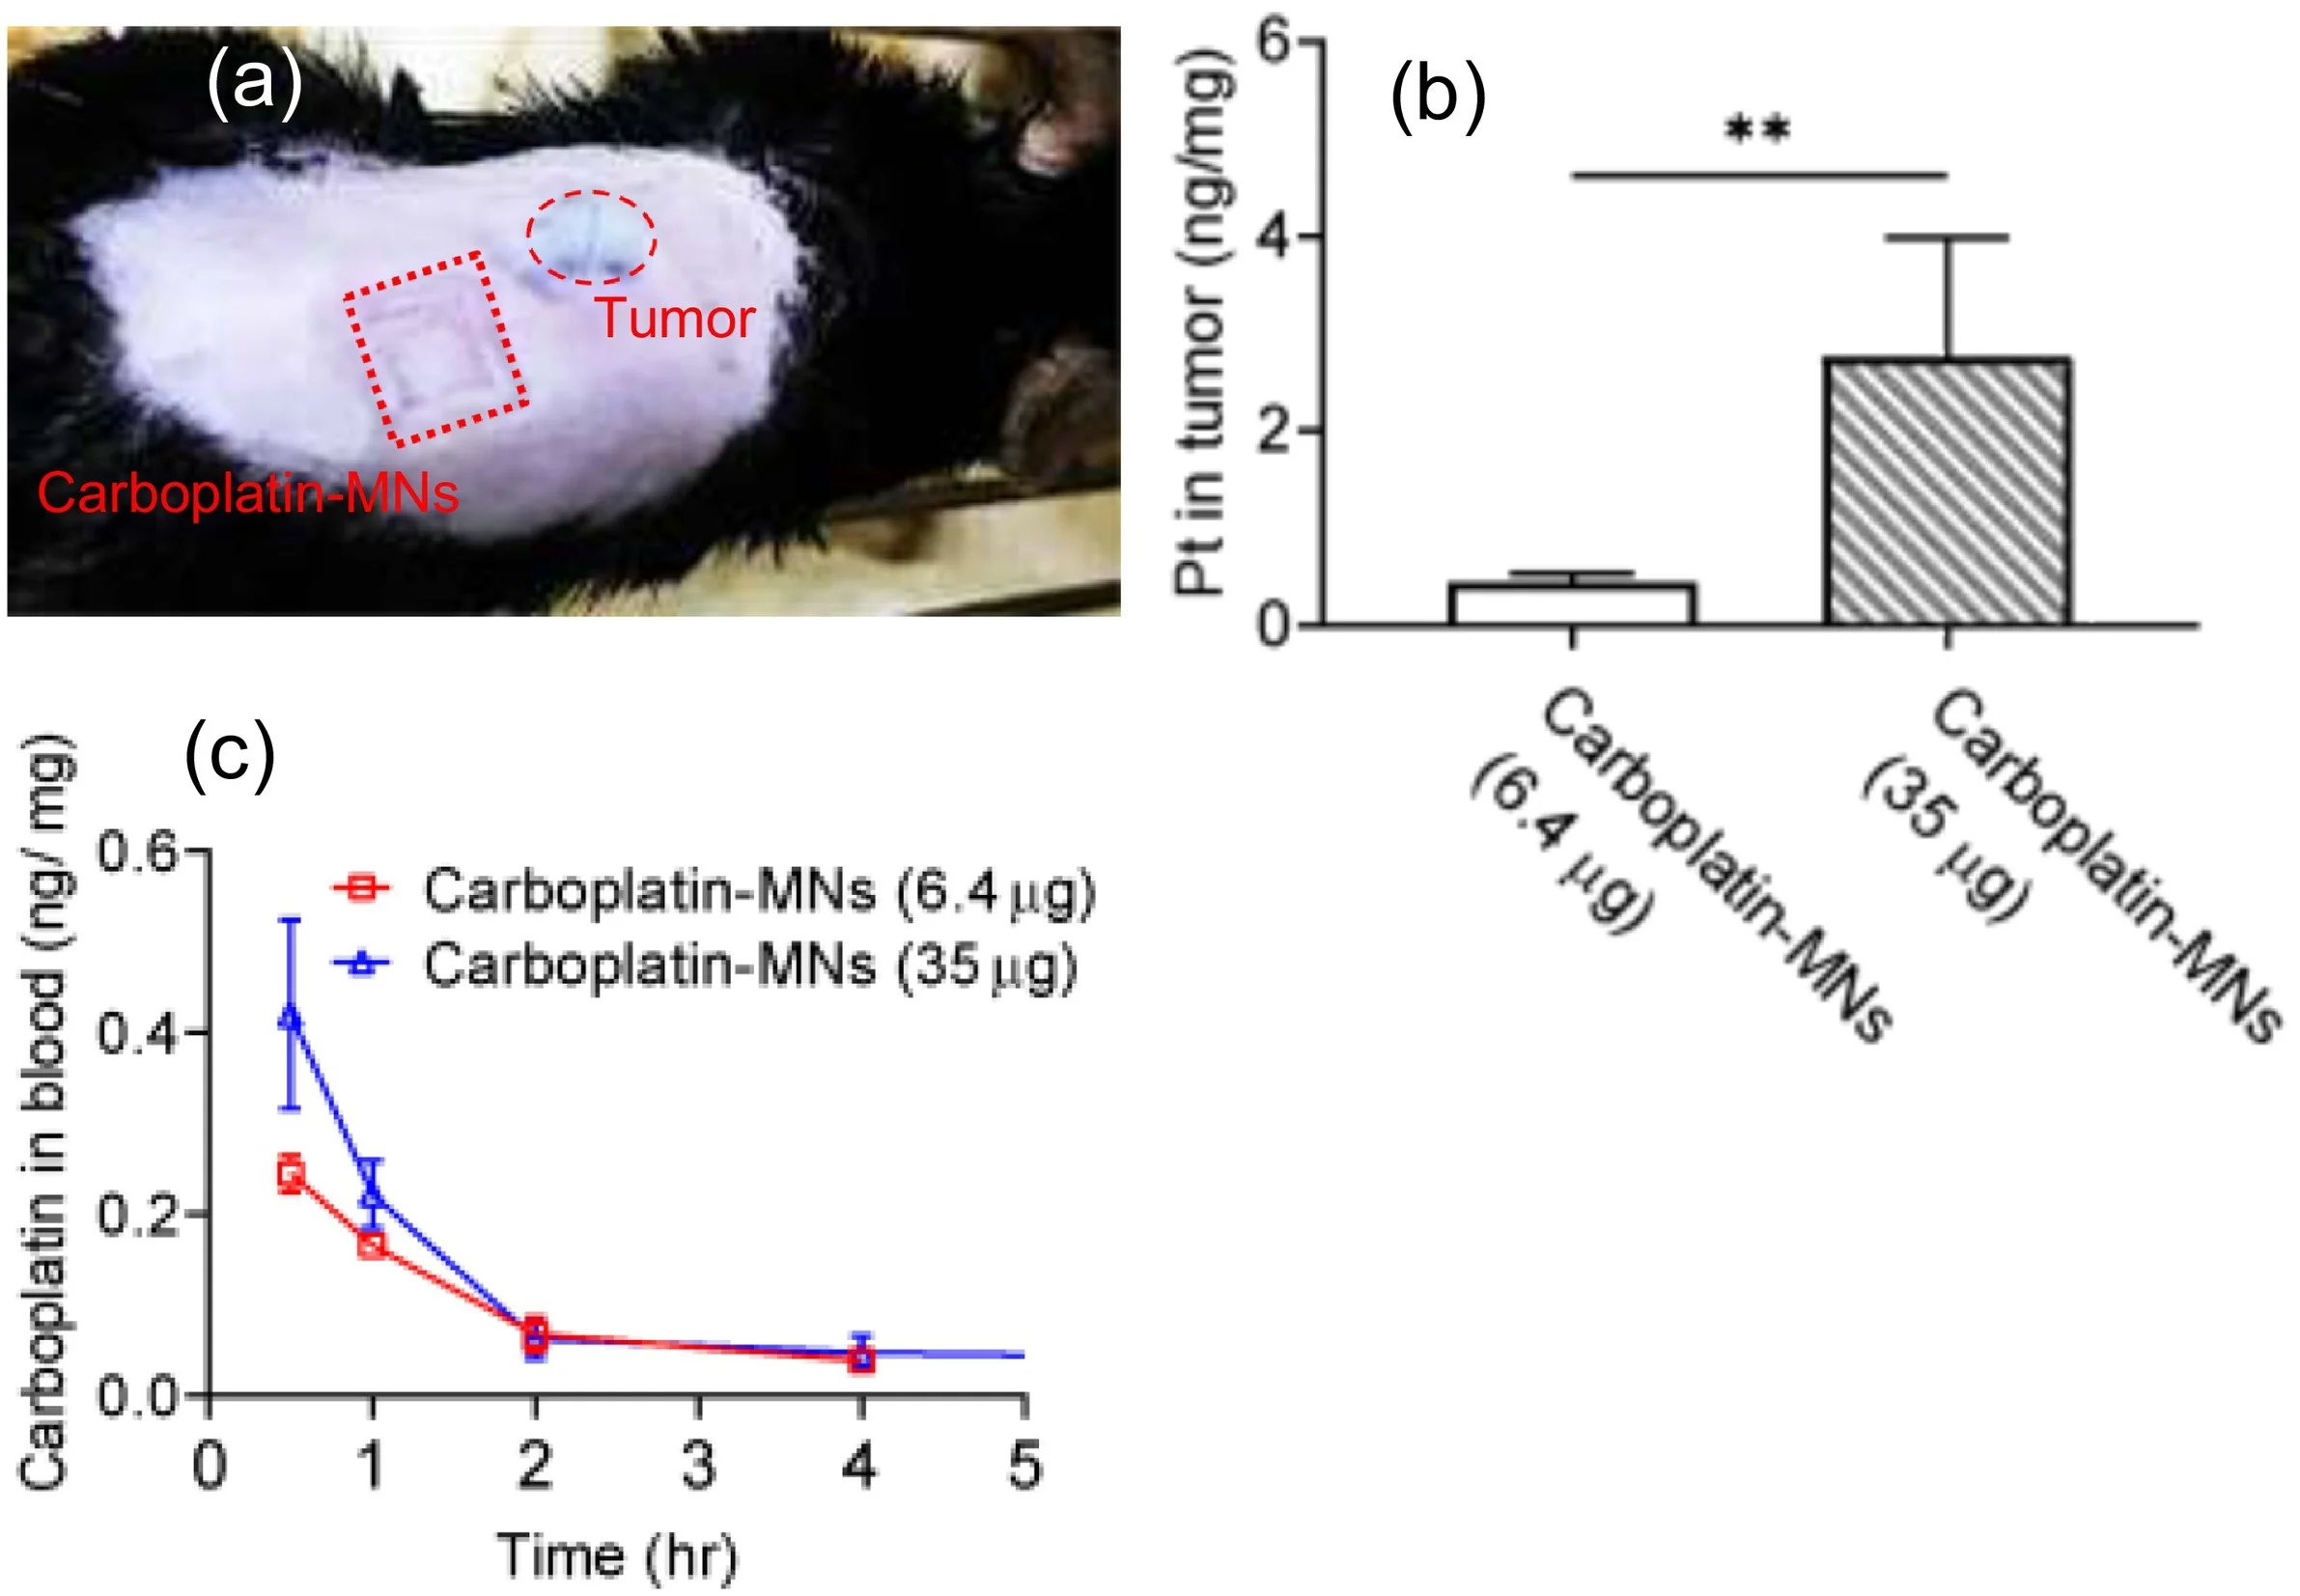 (a)
Tumor
Carboplatin-MNs
(b)
**
Pt in tumor (ng/mg)
6
4
2
0
Carboplatin-MNs
(6.4 µg)
Carboplatin-MNs
(35 µg)
(c)
Carboplatin in blood (ng/ mg)
0.6
0.4
0.2
0.0
Carboplatin-MNs (6.4 µg)
Carboplatin-MNs (35 µg)
0 1 2 3 4 5
Time (hr)